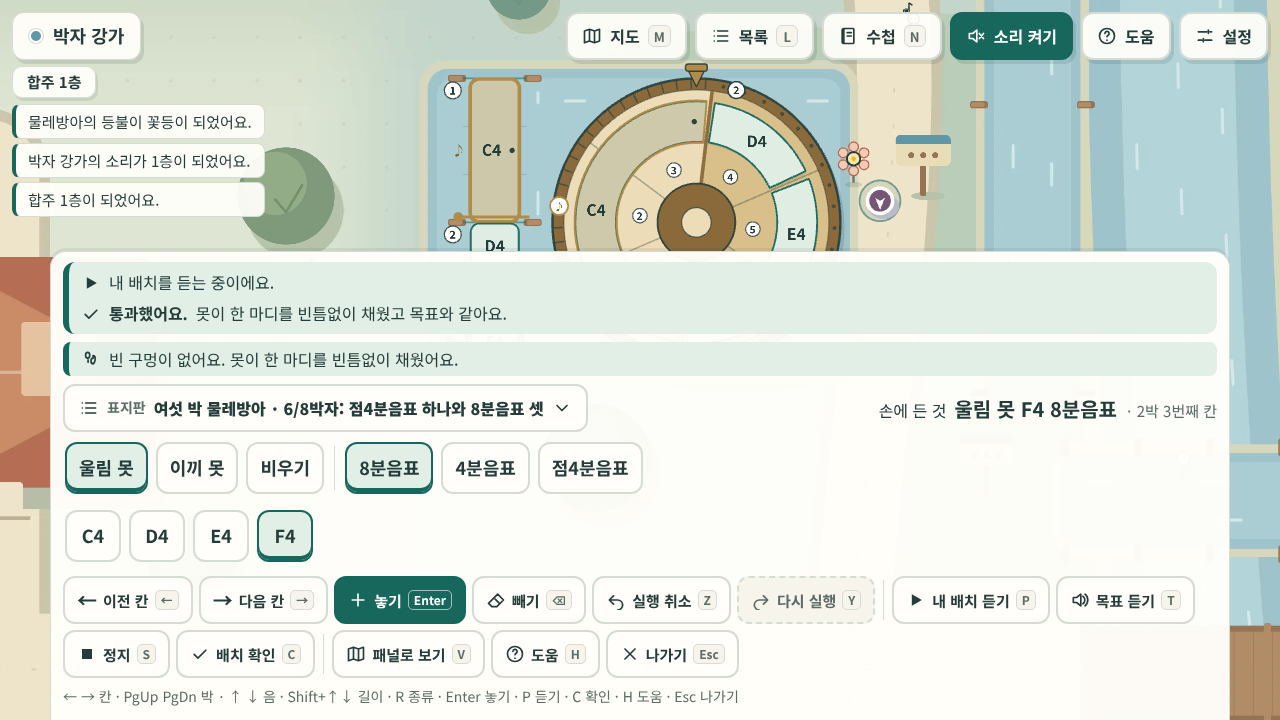 박자 강가
지도 M
목록 L
수첩 N
소리 켜기
도움
설정
합주 1층
물레방아의 등불이 꽃등이 되었어요.
박자 강가의 소리가 1층이 되었어요.
합주 1층이 되었어요.
1
C4
2
D4
2
D4
3
4
C4
2
5
E4
내 배치를 듣는 중이에요.
통과했어요. 못이 한 마디를 빈틈없이 채웠고 목표와 같아요.
빈 구멍이 없어요. 못이 한 마디를 빈틈없이 채웠어요.
표지판 여섯 박 물레방아 · 6/8박자: 점4분음표 하나와 8분음표 셋
손에 든 것 울림 못 F4 8분음표 · 2박 3번째 칸
울림 못 이끼 못 비우기 8분음표 4분음표 점4분음표
C4 D4 E4 F4
← 이전 칸 ← → 다음 칸 → + 놓기 Enter 빼기 ⌫ 실행 취소 Z 다시 실행 Y 내 배치 듣기 P 목표 듣기 T
정지 S 배치 확인 C 패널로 보기 V 도움 H 나가기 Esc
← → 칸 · PgUp PgDn 박 · ↑ ↓ 음 · Shift+↑ ↓ 길이 · R 종류 · Enter 놓기 · P 듣기 · C 확인 · H 도움 · Esc 나가기